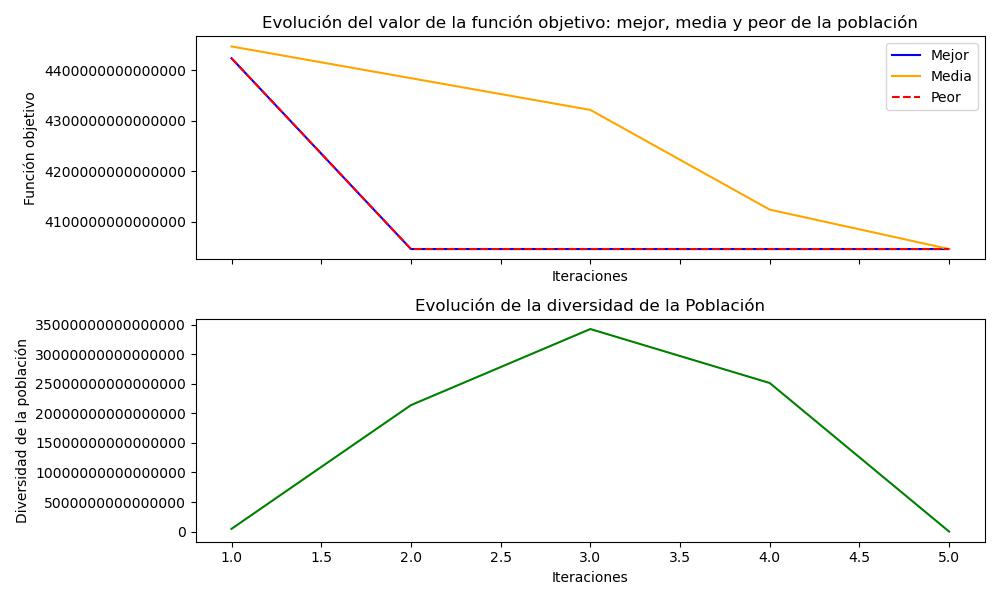 Evolución del valor de la función objetivo: mejor, media y peor de la población
Función objetivo
4400000000000000
4300000000000000
4200000000000000
4100000000000000
Mejor
Media
Peor
Iteraciones
Evolución de la diversidad de la Población
Diversidad de la población
35000000000000000
30000000000000000
25000000000000000
20000000000000000
15000000000000000
10000000000000000
5000000000000000
0
1.0 1.5 2.0 2.5 3.0 3.5 4.0 4.5 5.0
Iteraciones